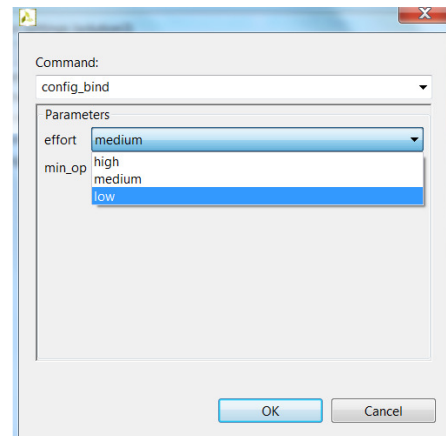 Command:
config_bind
Parameters
effort medium
high
min_op
medium
low
OK Cancel